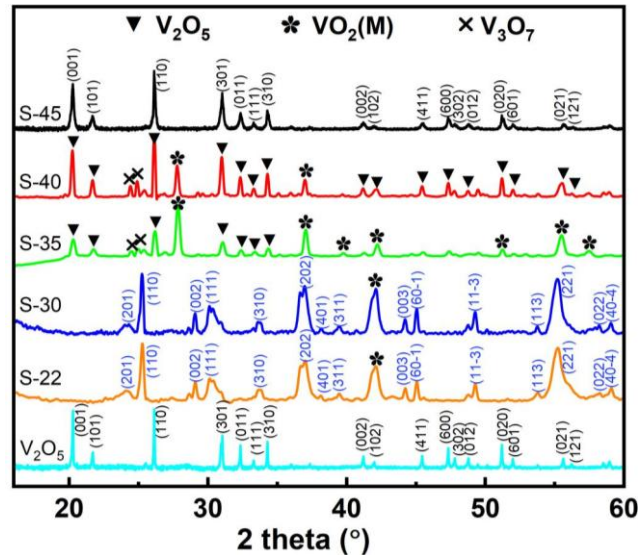 ▼ V₂O₅ ✱ VO₂(M) × V₃O₇
(001) (101) (110) (301) (011) (111) (310) (002) (102) (411) (600) (302) (012) (020) (601) (021) (121)
S-45
S-40
S-35
S-30
(201) (110) (002) (111) (310) (202) (401) (311) (003) (60-1) (11-3) (113) (221) (022) (40-4)
S-22
(201) (110) (002) (111) (310) (202) (401) (311) (003) (60-1) (11-3) (113) (221) (022) (40-4)
V₂O₅
(001) (101) (110) (301) (011) (111) (310) (002) (102) (411) (600) (302) (012) (020) (601) (021) (121)
20 30 40 50 60
2 theta (°)